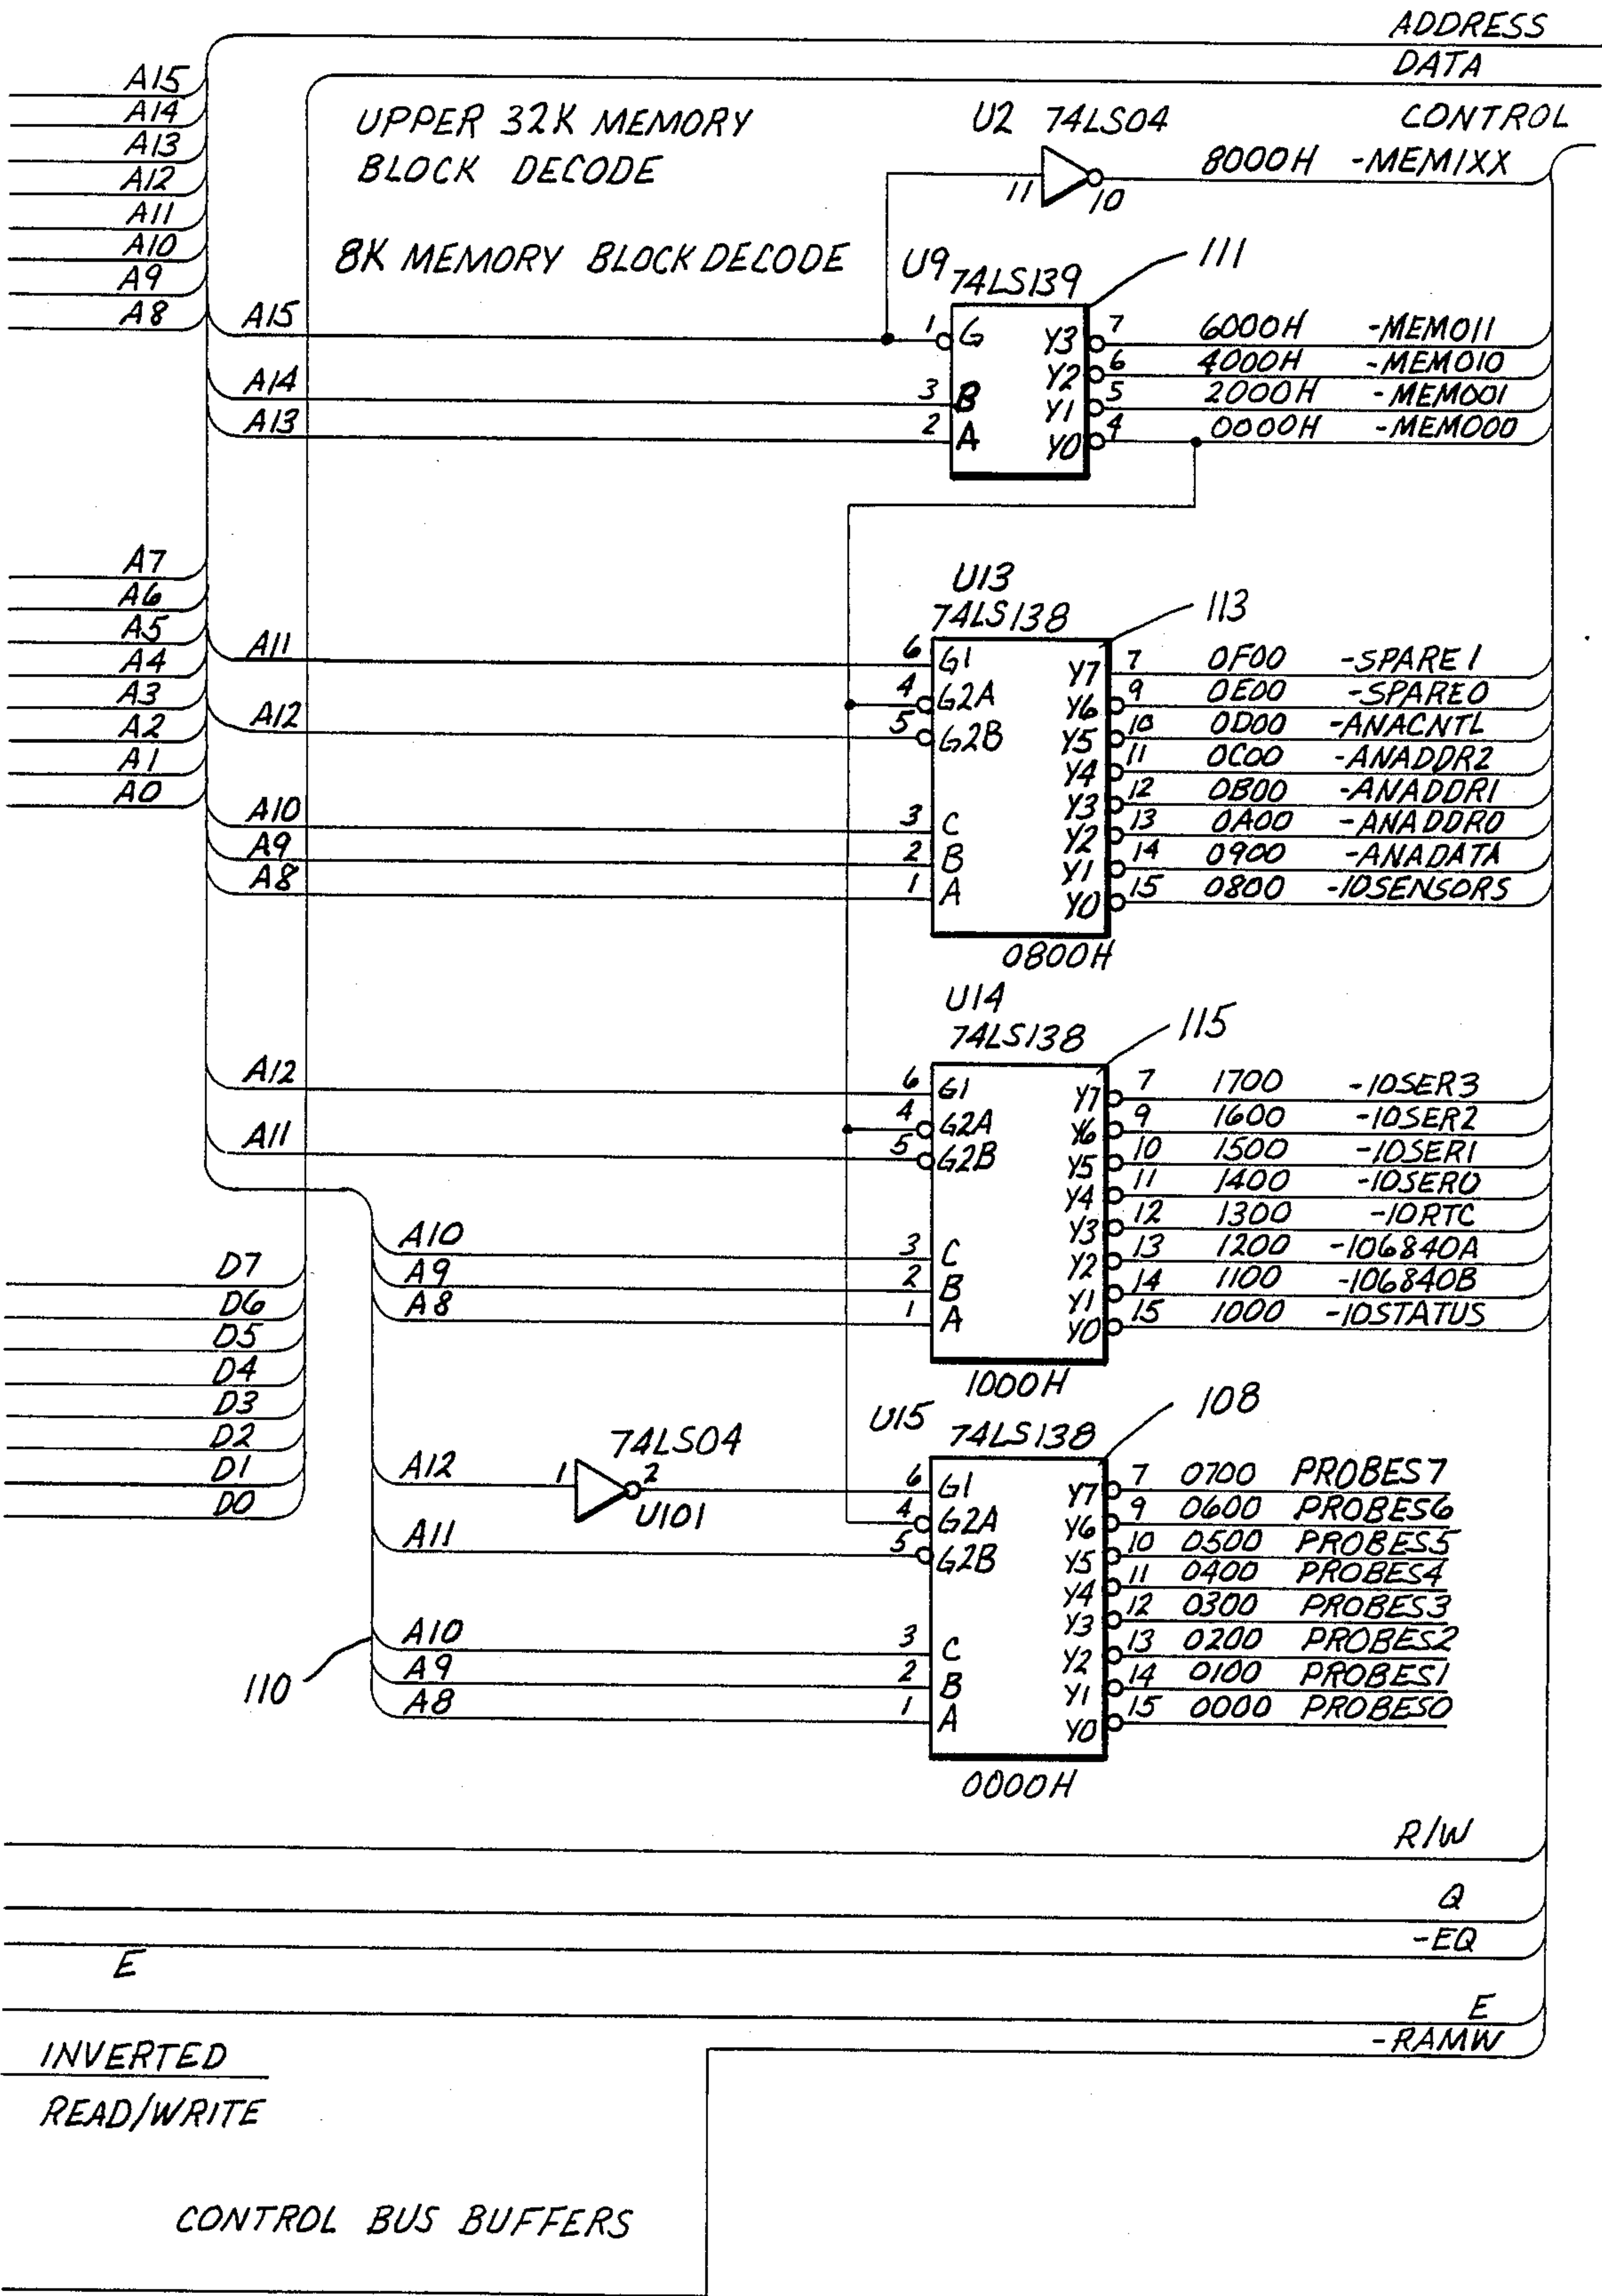 ADDRESS
DATA
CONTROL
A15
A14
A13
A12
A11
A10
A9
A8
UPPER 32K MEMORY
BLOCK DECODE
U2 74LS04
11
10
8000H -MEM1XX
8K MEMORY BLOCK DECODE
U9
74LS139
111
A15
A14
A13
1 G
3 B
2 A
Y3 7 6000H -MEM011
Y2 6 4000H -MEM010
Y1 5 2000H -MEM001
Y0 4 0000H -MEM000
A7
A6
A5
A4
A3
A2
A1
A0
U13
74LS138
113
A11 6 G1
4 G2A
A12 5 G2B
A10 3 C
A9 2 B
A8 1 A
Y7 7 0F00 -SPARE1
Y6 9 0E00 -SPARE0
Y5 10 0D00 -ANACNTL
Y4 11 0C00 -ANADDR2
Y3 12 0B00 -ANADDR1
Y2 13 0A00 -ANADDR0
Y1 14 0900 -ANADATA
Y0 15 0800 -IOSENSORS
0800H
U14
74LS138
115
A12 6 G1
4 G2A
A11 5 G2B
A10 3 C
A9 2 B
A8 1 A
Y7 7 1700 -IOSER3
Y6 9 1600 -IOSER2
Y5 10 1500 -IOSER1
Y4 11 1400 -IOSER0
Y3 12 1300 -IORTC
Y2 13 1200 -IO6840A
Y1 14 1100 -IO6840B
Y0 15 1000 -IOSTATUS
1000H
D7
D6
D5
D4
D3
D2
D1
D0
U15
74LS138
108
74LS04
A12 1 2 6 G1
U101
4 G2A
A11 5 G2B
A10 3 C
A9 2 B
A8 1 A
110
Y7 7 0700 PROBES7
Y6 9 0600 PROBES6
Y5 10 0500 PROBES5
Y4 11 0400 PROBES4
Y3 12 0300 PROBES3
Y2 13 0200 PROBES2
Y1 14 0100 PROBES1
Y0 15 0000 PROBES0
0000H
R/W
Q
-EQ
E
E
-RAMW
INVERTED
READ/WRITE
CONTROL BUS BUFFERS